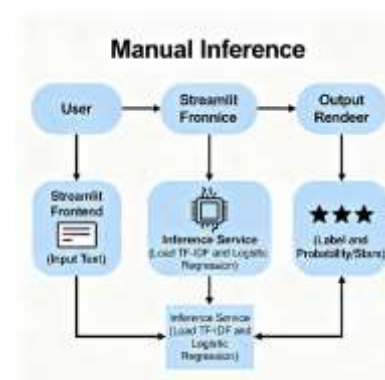 Manual Inference
User
Streamlit
Fronnice
Output
Rendeer
Streamlit
Frontend
(Input Text)
Inference Service
(Load TF-IDF and Logistic
Regression)
(Label and
Probability/Stars)
Inference Service
(Load TF-IDF and
Logistic
Regression)